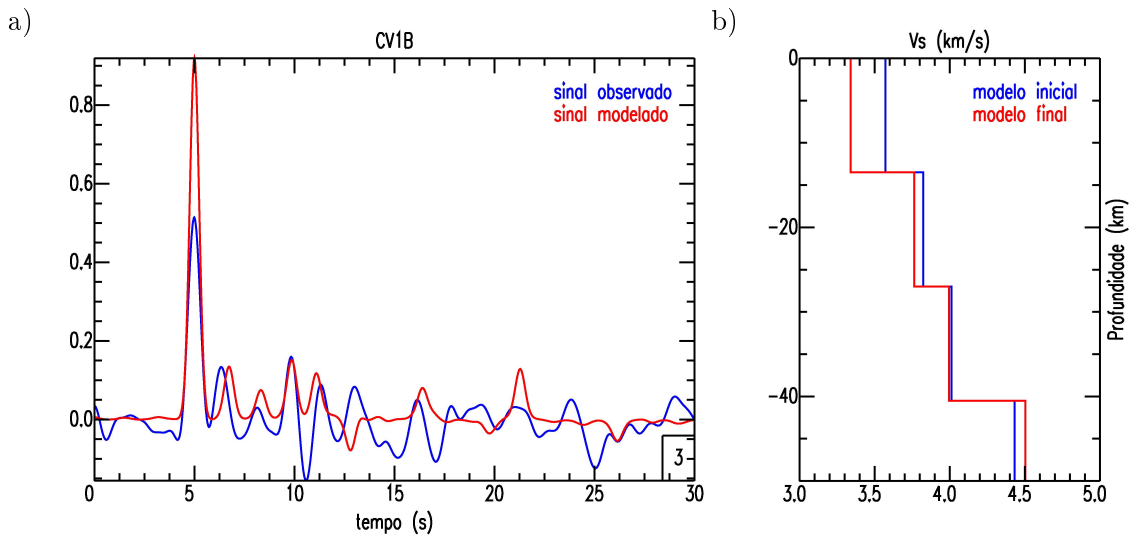 a)
CV1B
sinal observado
sinal modelado
0.8
0.6
0.4
0.2
0.0
3
0 5 10 15 20 25 30
tempo (s)
b)
Vs (km/s)
modelo inicial
modelo final
0
−20
−40
Profundidade (km)
3.0 3.5 4.0 4.5 5.0